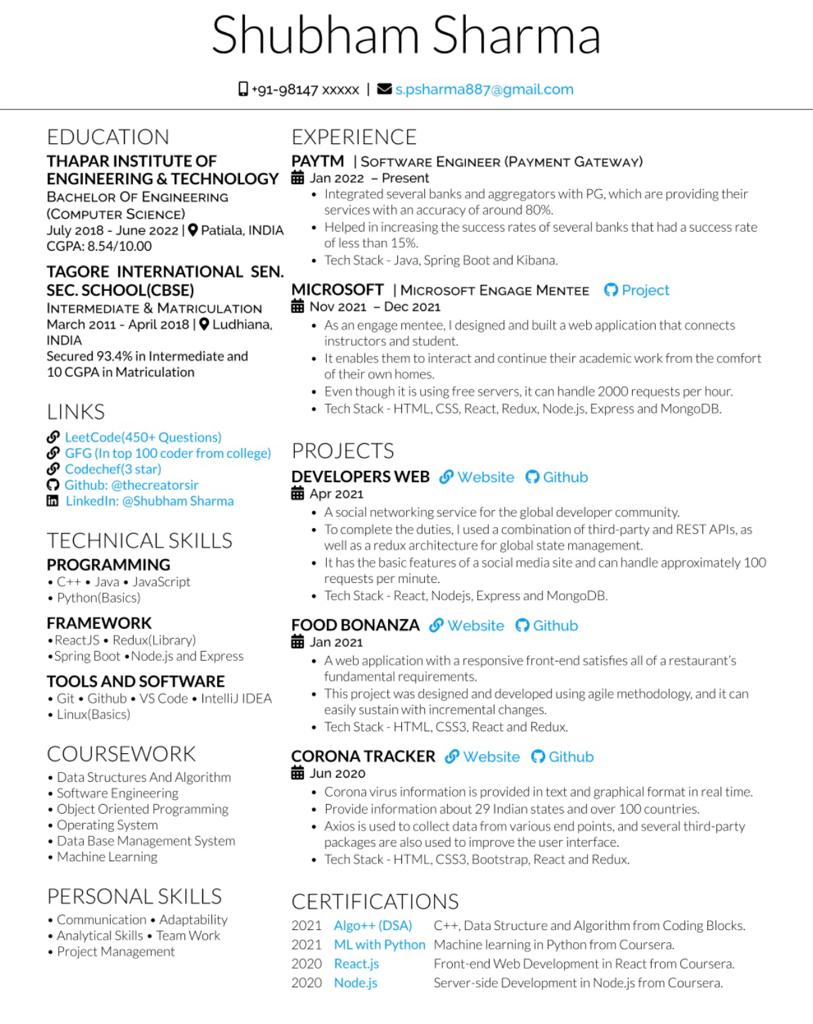 Shubham Sharma
+91-98147 xxxxx | s.psharma887@gmail.com
EDUCATION
THAPAR INSTITUTE OF
ENGINEERING & TECHNOLOGY
BACHELOR OF ENGINEERING
(COMPUTER SCIENCE)
July 2018 - June 2022 | Patiala, INDIA
CGPA: 8.54/10.00
TAGORE INTERNATIONAL SEN.
SEC. SCHOOL(CBSE)
INTERMEDIATE & MATRICULATION
March 2011 - April 2018 | Ludhiana,
INDIA
Secured 93.4% in Intermediate and
10 CGPA in Matriculation
LINKS
LeetCode(450+ Questions)
GFG (In top 100 coder from college)
Codechef(3 star)
Github: @thecreatorsir
LinkedIn: @Shubham Sharma
TECHNICAL SKILLS
PROGRAMMING
• C++ • Java • JavaScript
• Python(Basics)
FRAMEWORK
•ReactJS • Redux(Library)
•Spring Boot •Node.js and Express
TOOLS AND SOFTWARE
• Git • Github • VS Code • IntelliJ IDEA
• Linux(Basics)
COURSEWORK
• Data Structures And Algorithm
• Software Engineering
• Object Oriented Programming
• Operating System
• Data Base Management System
• Machine Learning
PERSONAL SKILLS
• Communication • Adaptability
• Analytical Skills • Team Work
• Project Management
EXPERIENCE
PAYTM | SOFTWARE ENGINEER (PAYMENT GATEWAY)
Jan 2022 – Present
• Integrated several banks and aggregators with PG, which are providing their
services with an accuracy of around 80%.
• Helped in increasing the success rates of several banks that had a success rate
of less than 15%.
• Tech Stack - Java, Spring Boot and Kibana.
MICROSOFT | MICROSOFT ENGAGE MENTEE Project
Nov 2021 – Dec 2021
• As an engage mentee, I designed and built a web application that connects
instructors and student.
• It enables them to interact and continue their academic work from the comfort
of their own homes.
• Even though it is using free servers, it can handle 2000 requests per hour.
• Tech Stack - HTML, CSS, React, Redux, Node.js, Express and MongoDB.
PROJECTS
DEVELOPERS WEB Website Github
Apr 2021
• A social networking service for the global developer community.
• To complete the duties, I used a combination of third-party and REST APIs, as
well as a redux architecture for global state management.
• It has the basic features of a social media site and can handle approximately 100
requests per minute.
• Tech Stack - React, Nodejs, Express and MongoDB.
FOOD BONANZA Website Github
Jan 2021
• A web application with a responsive front-end satisfies all of a restaurant's
fundamental requirements.
• This project was designed and developed using agile methodology, and it can
easily sustain with incremental changes.
• Tech Stack - HTML, CSS3, React and Redux.
CORONA TRACKER Website Github
Jun 2020
• Corona virus information is provided in text and graphical format in real time.
• Provide information about 29 Indian states and over 100 countries.
• Axios is used to collect data from various end points, and several third-party
packages are also used to improve the user interface.
• Tech Stack - HTML, CSS3, Bootstrap, React and Redux.
CERTIFICATIONS
2021 Algo++ (DSA) C++, Data Structure and Algorithm from Coding Blocks.
2021 ML with Python Machine learning in Python from Coursera.
2020 React.js Front-end Web Development in React from Coursera.
2020 Node.js Server-side Development in Node.js from Coursera.